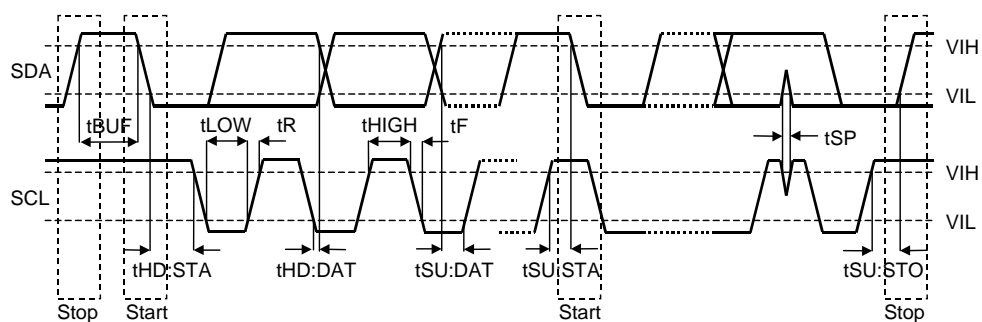 VIH
SDA
VIL
tBUF
tLOW
tR
tHIGH
tF
tSP
VIH
SCL
VIL
tHD:STA
tHD:DAT
tSU:DAT
tSU:STA
tSU:STO
Stop
Start
Start
Stop